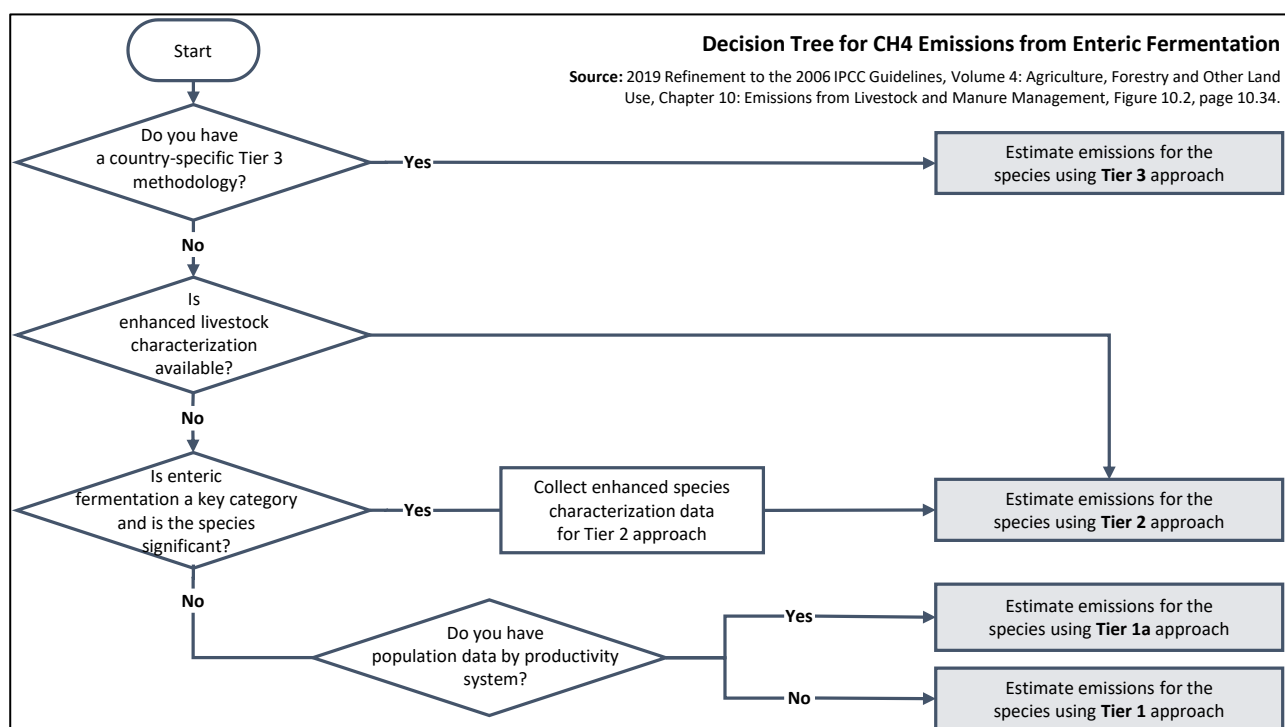 Start
Decision Tree for CH4 Emissions from Enteric Fermentation
Source: 2019 Refinement to the 2006 IPCC Guidelines, Volume 4: Agriculture, Forestry and Other Land
Use, Chapter 10: Emissions from Livestock and Manure Management, Figure 10.2, page 10.34.
Do you have
a country-specific Tier 3
methodology?
Yes
Estimate emissions for the
species using Tier 3 approach
No
Is
enhanced livestock
characterization
available?
No
Is enteric
fermentation a key category
and is the species
significant?
Yes
Collect enhanced species
characterization data
for Tier 2 approach
Estimate emissions for the
species using Tier 2 approach
No
Do you have
population data by productivity
system?
Yes
Estimate emissions for the
species using Tier 1a approach
No
Estimate emissions for the
species using Tier 1 approach